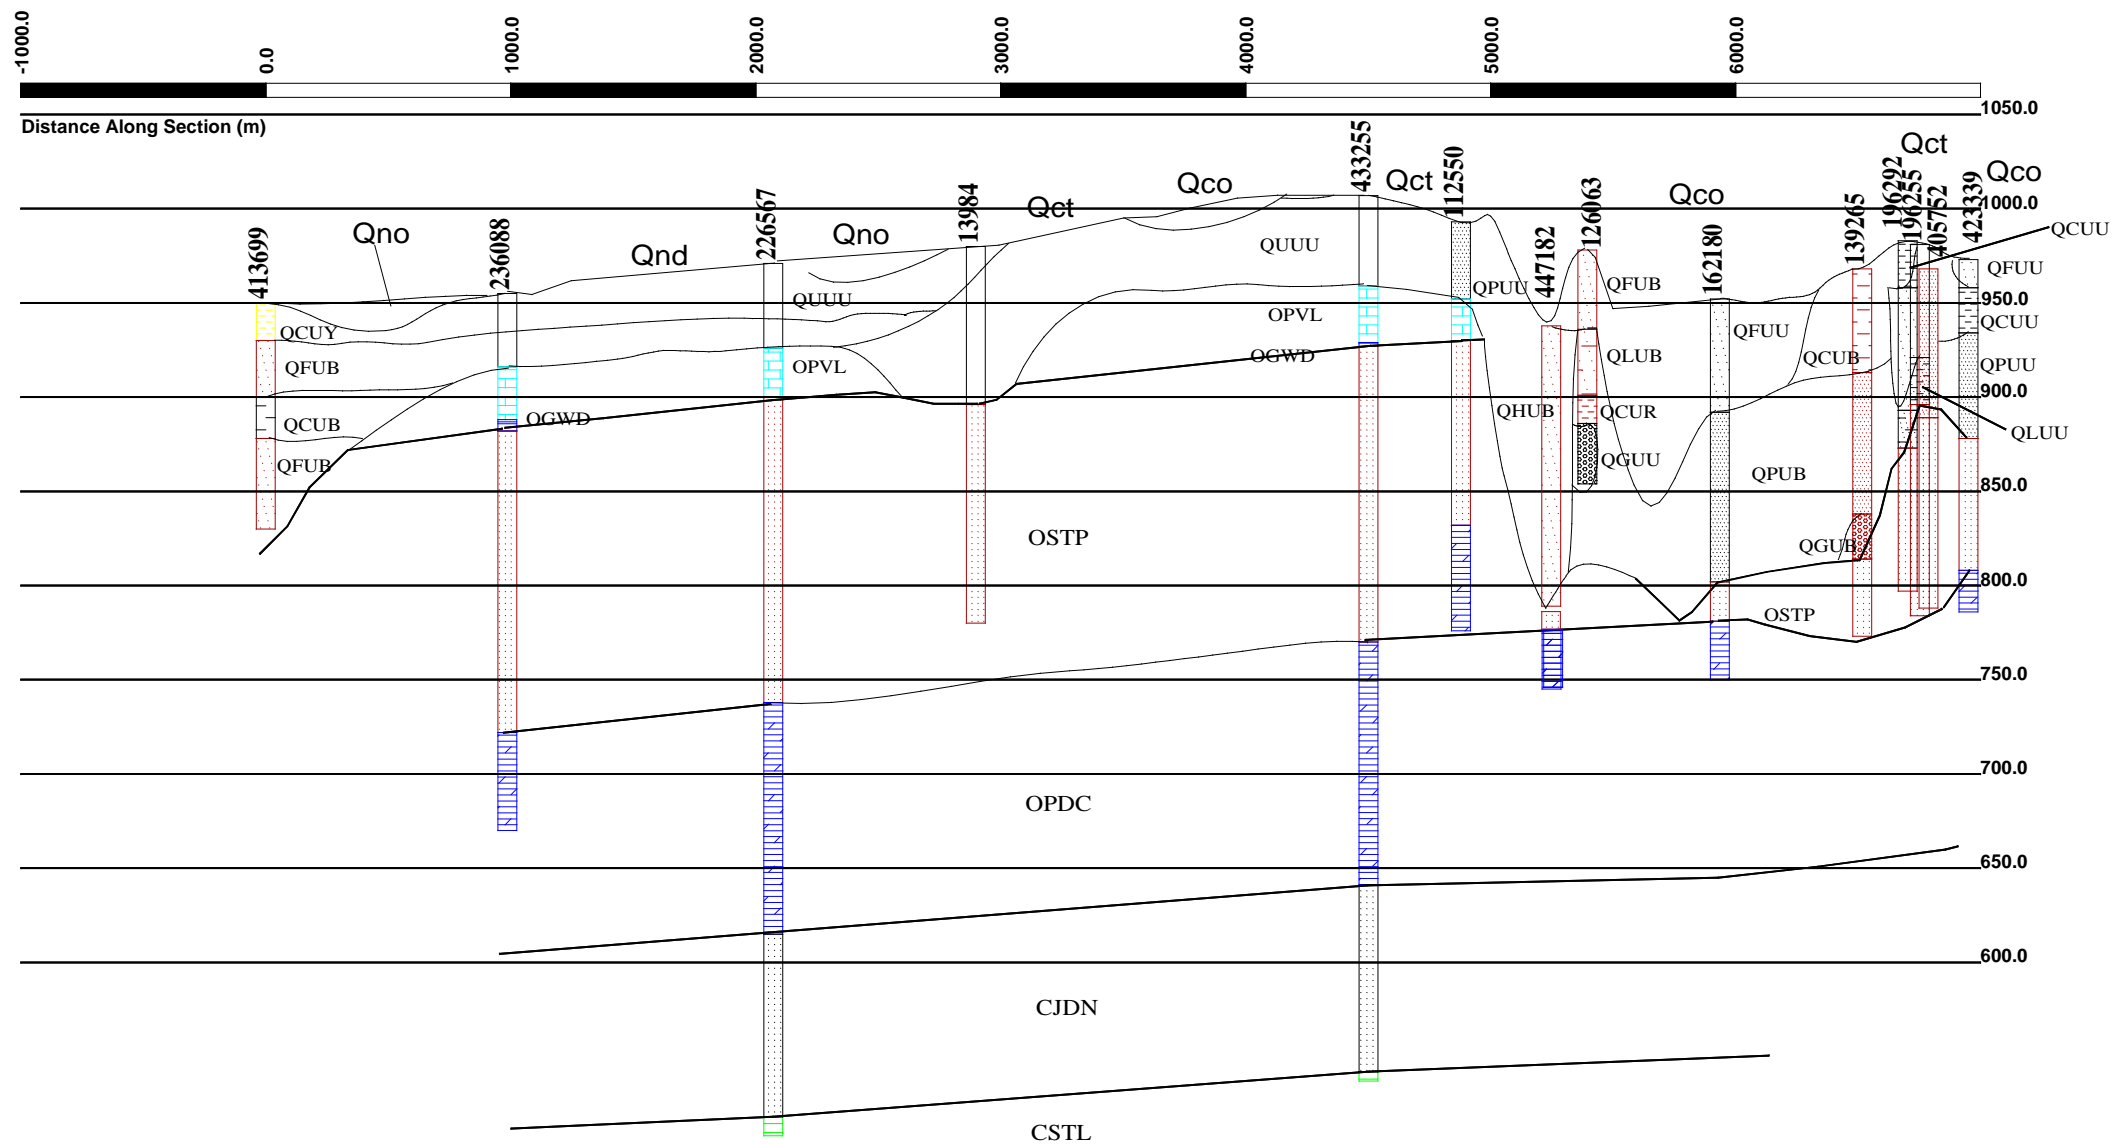 -1000.0
0.0
1000.0
2000.0
3000.0
4000.0
5000.0
6000.0
Distance Along Section (m)
1050.0
413699
Qno
236088
Qnd
226567
Qno
13984
Qct
Qco
433255
Qct
112550
447182
126063
Qco
162180
139265
196292
196255
Qct
405752
423339
Qco
1000.0
QCUU
QUUU
QUUU
QPUU
QFUB
QFUU
950.0
QCUY
OPVL
QFUU
QCUU
QFUB
OPVL
OGWD
QLUB
QCUB
QPUU
900.0
QCUB
OGWD
QHUB
QCUR
QLUU
QFUB
QGUU
QPUB
850.0
OSTP
QGUB
800.0
OSTP
750.0
700.0
OPDC
650.0
600.0
CJDN
CSTL